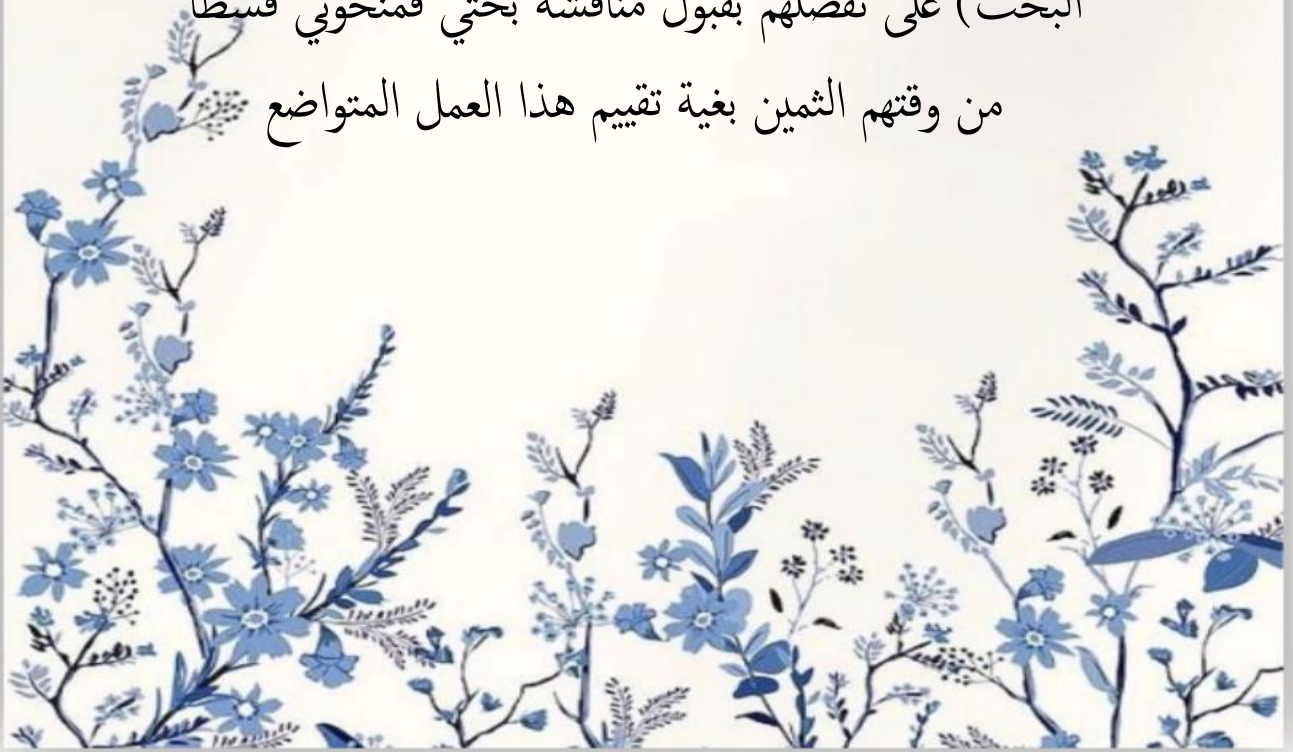 البحث) على تفضلهم بقبول مناقشة بحثي فمنحوني قسطا
من وقتهم الثمين بغية تقييم هذا العمل المتواضع